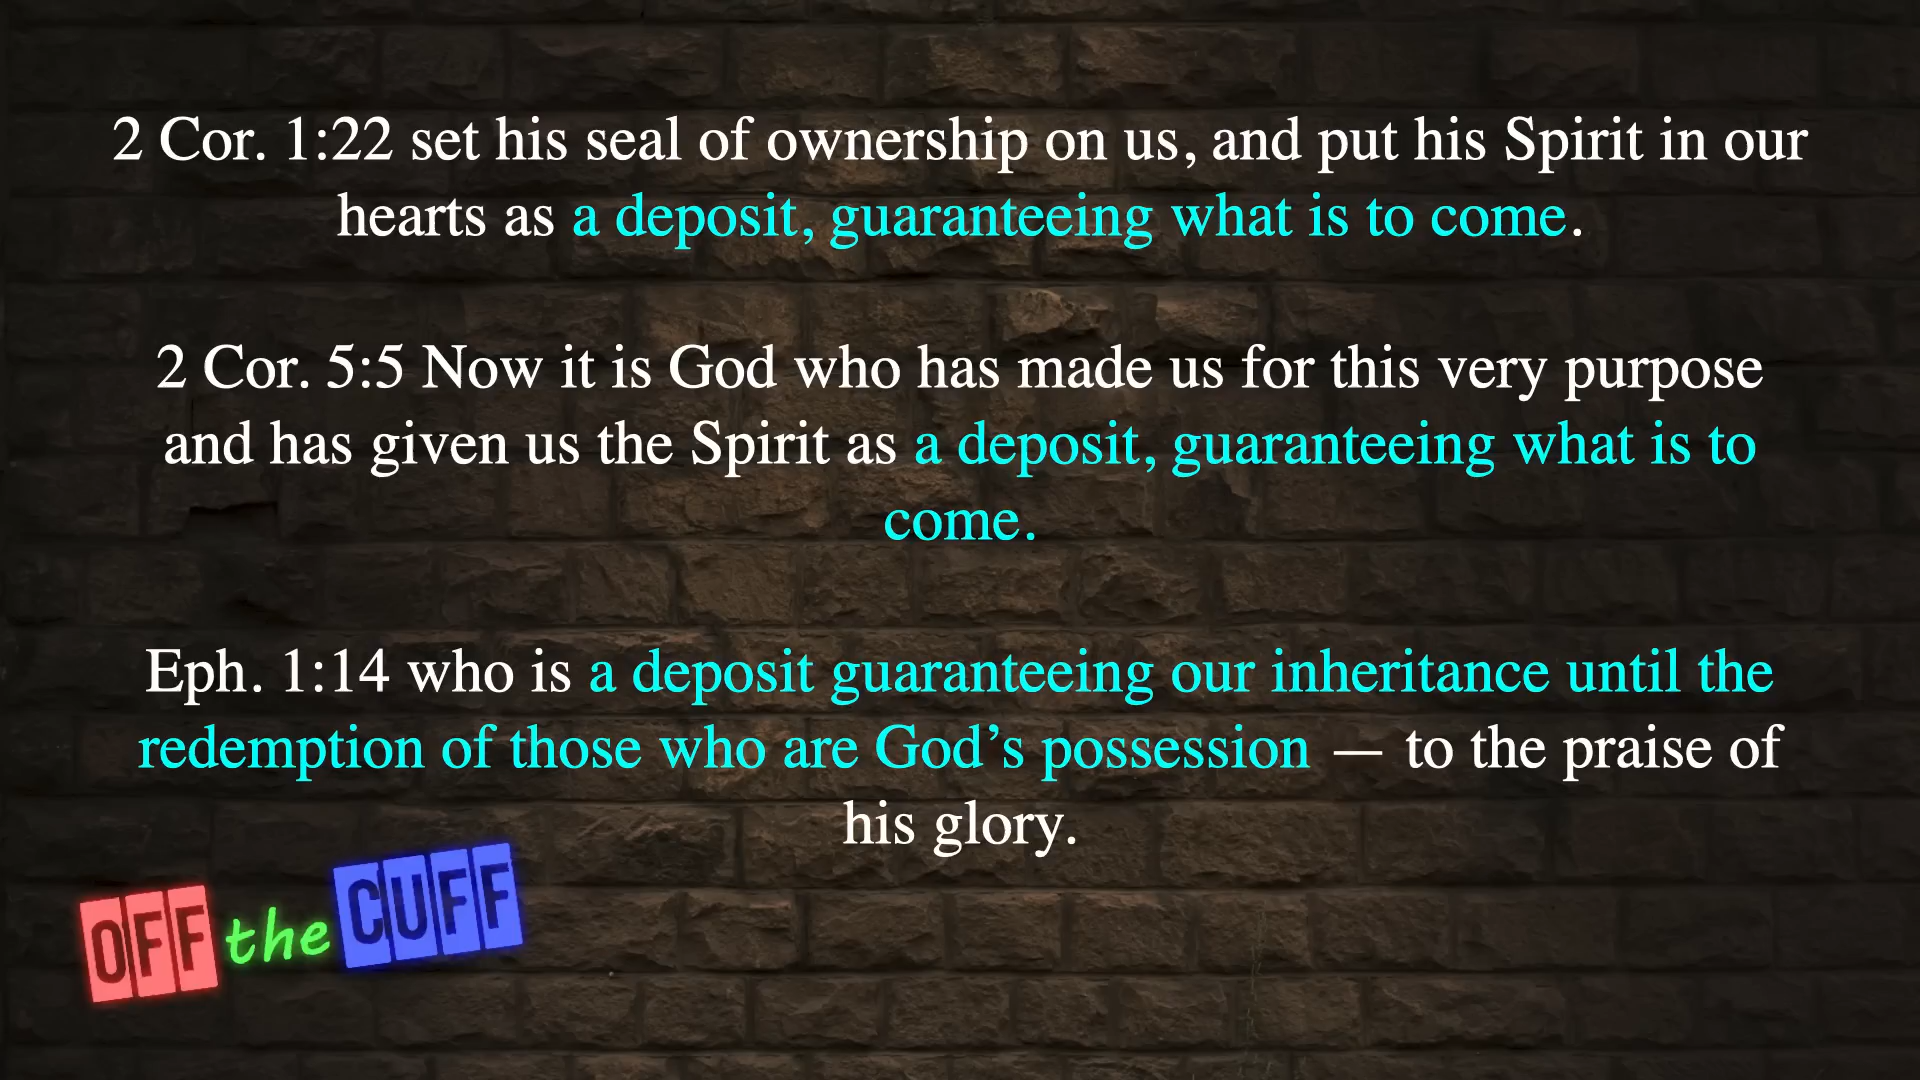 2 Cor. 1:22 set his seal of ownership on us, and put his Spirit in our
hearts as a deposit, guaranteeing what is to come.
2 Cor. 5:5 Now it is God who has made us for this very purpose
and has given us the Spirit as a deposit, guaranteeing what is to
come.
Eph. 1:14 who is a deposit guaranteeing our inheritance until the
redemption of those who are God’s possession — to the praise of
his glory.
OFF the CUFF